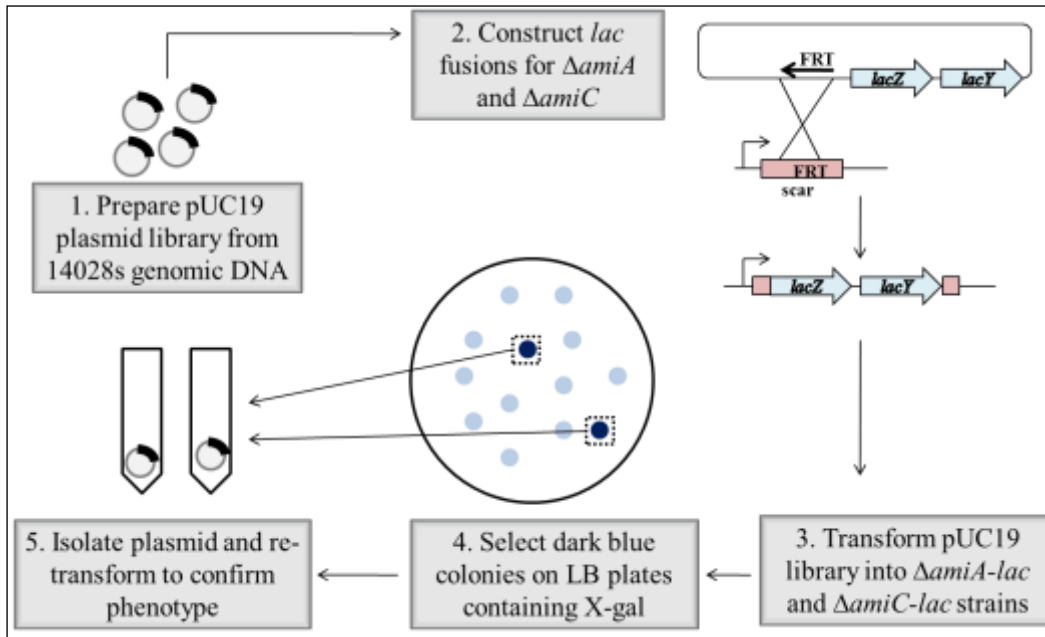 1. Prepare pUC19
plasmid library from
14028s genomic DNA
2. Construct lac
fusions for ΔamiA
and ΔamiC
FRT
lacZ lacY
FRT
scar
lacZ lacY
3. Transform pUC19
library into ΔamiA-lac
and ΔamiC-lac strains
4. Select dark blue
colonies on LB plates
containing X-gal
5. Isolate plasmid and re-
transform to confirm
phenotype